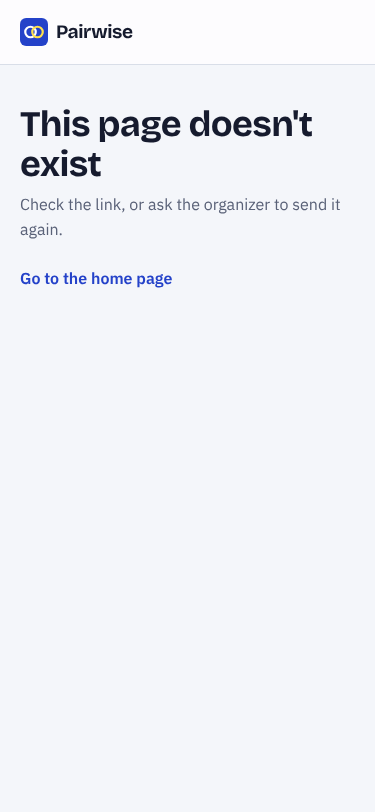 Pairwise
This page doesn't
exist
Check the link, or ask the organizer to send it
again.
Go to the home page